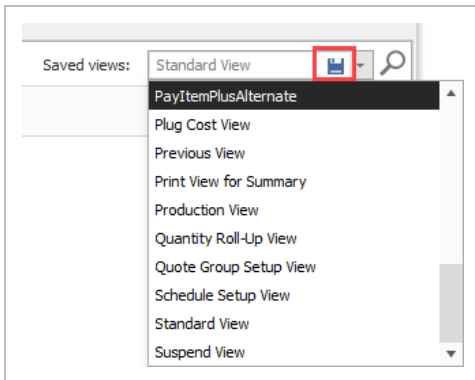 Saved views: Standard View
PayItemPlusAlternate
Plug Cost View
Previous View
Print View for Summary
Production View
Quantity Roll-Up View
Quote Group Setup View
Schedule Setup View
Standard View
Suspend View